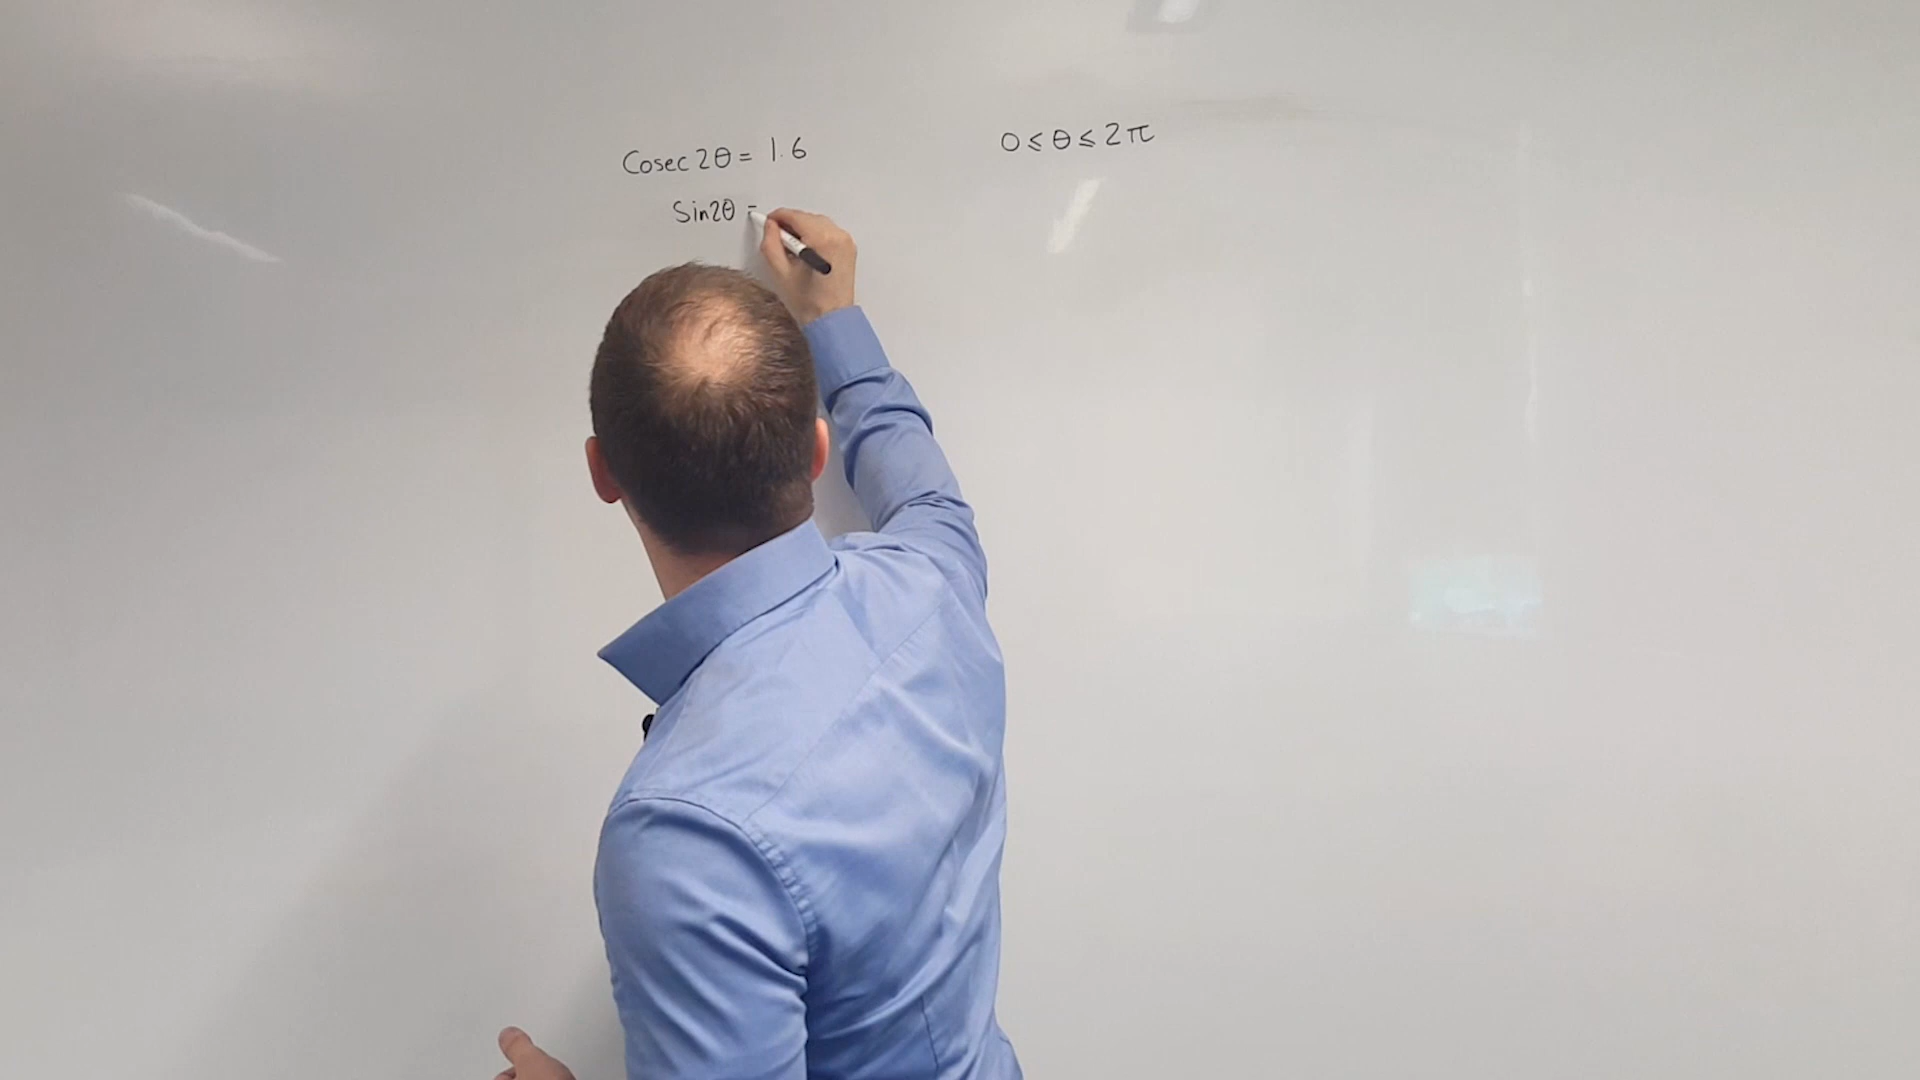 Cosec 2θ = 1.6
0 ≤ θ ≤ 2π
Sin2θ =